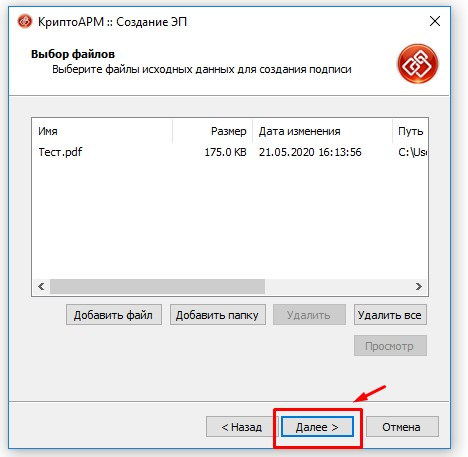 КриптоАРМ :: Создание ЭП
Выбор файлов
Выберите файлы исходных данных для создания подписи
Имя Размер Дата изменения Путь
Тест.pdf 175.0 KB 21.05.2020 16:13:56 C:\Use
Добавить файл Добавить папку Удалить Удалить все
Просмотр
< Назад Далее > Отмена